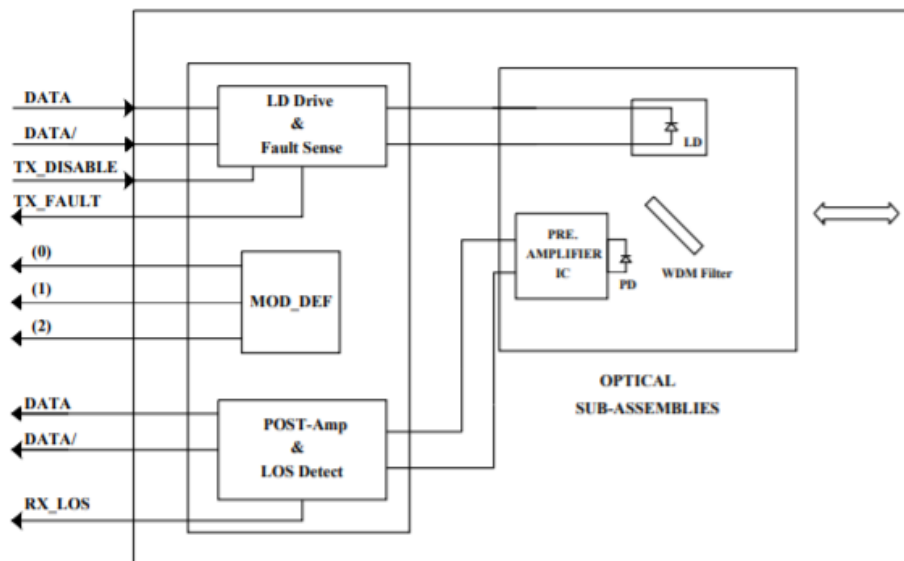 DATA
DATA/
TX_DISABLE
TX_FAULT
(0)
(1)
(2)
DATA
DATA/
RX_LOS
LD Drive
&
Fault Sense
MOD_DEF
POST-Amp
&
LOS Detect
LD
PRE.
AMPLIFIER
IC
PD
WDM Filter
OPTICAL
SUB-ASSEMBLIES